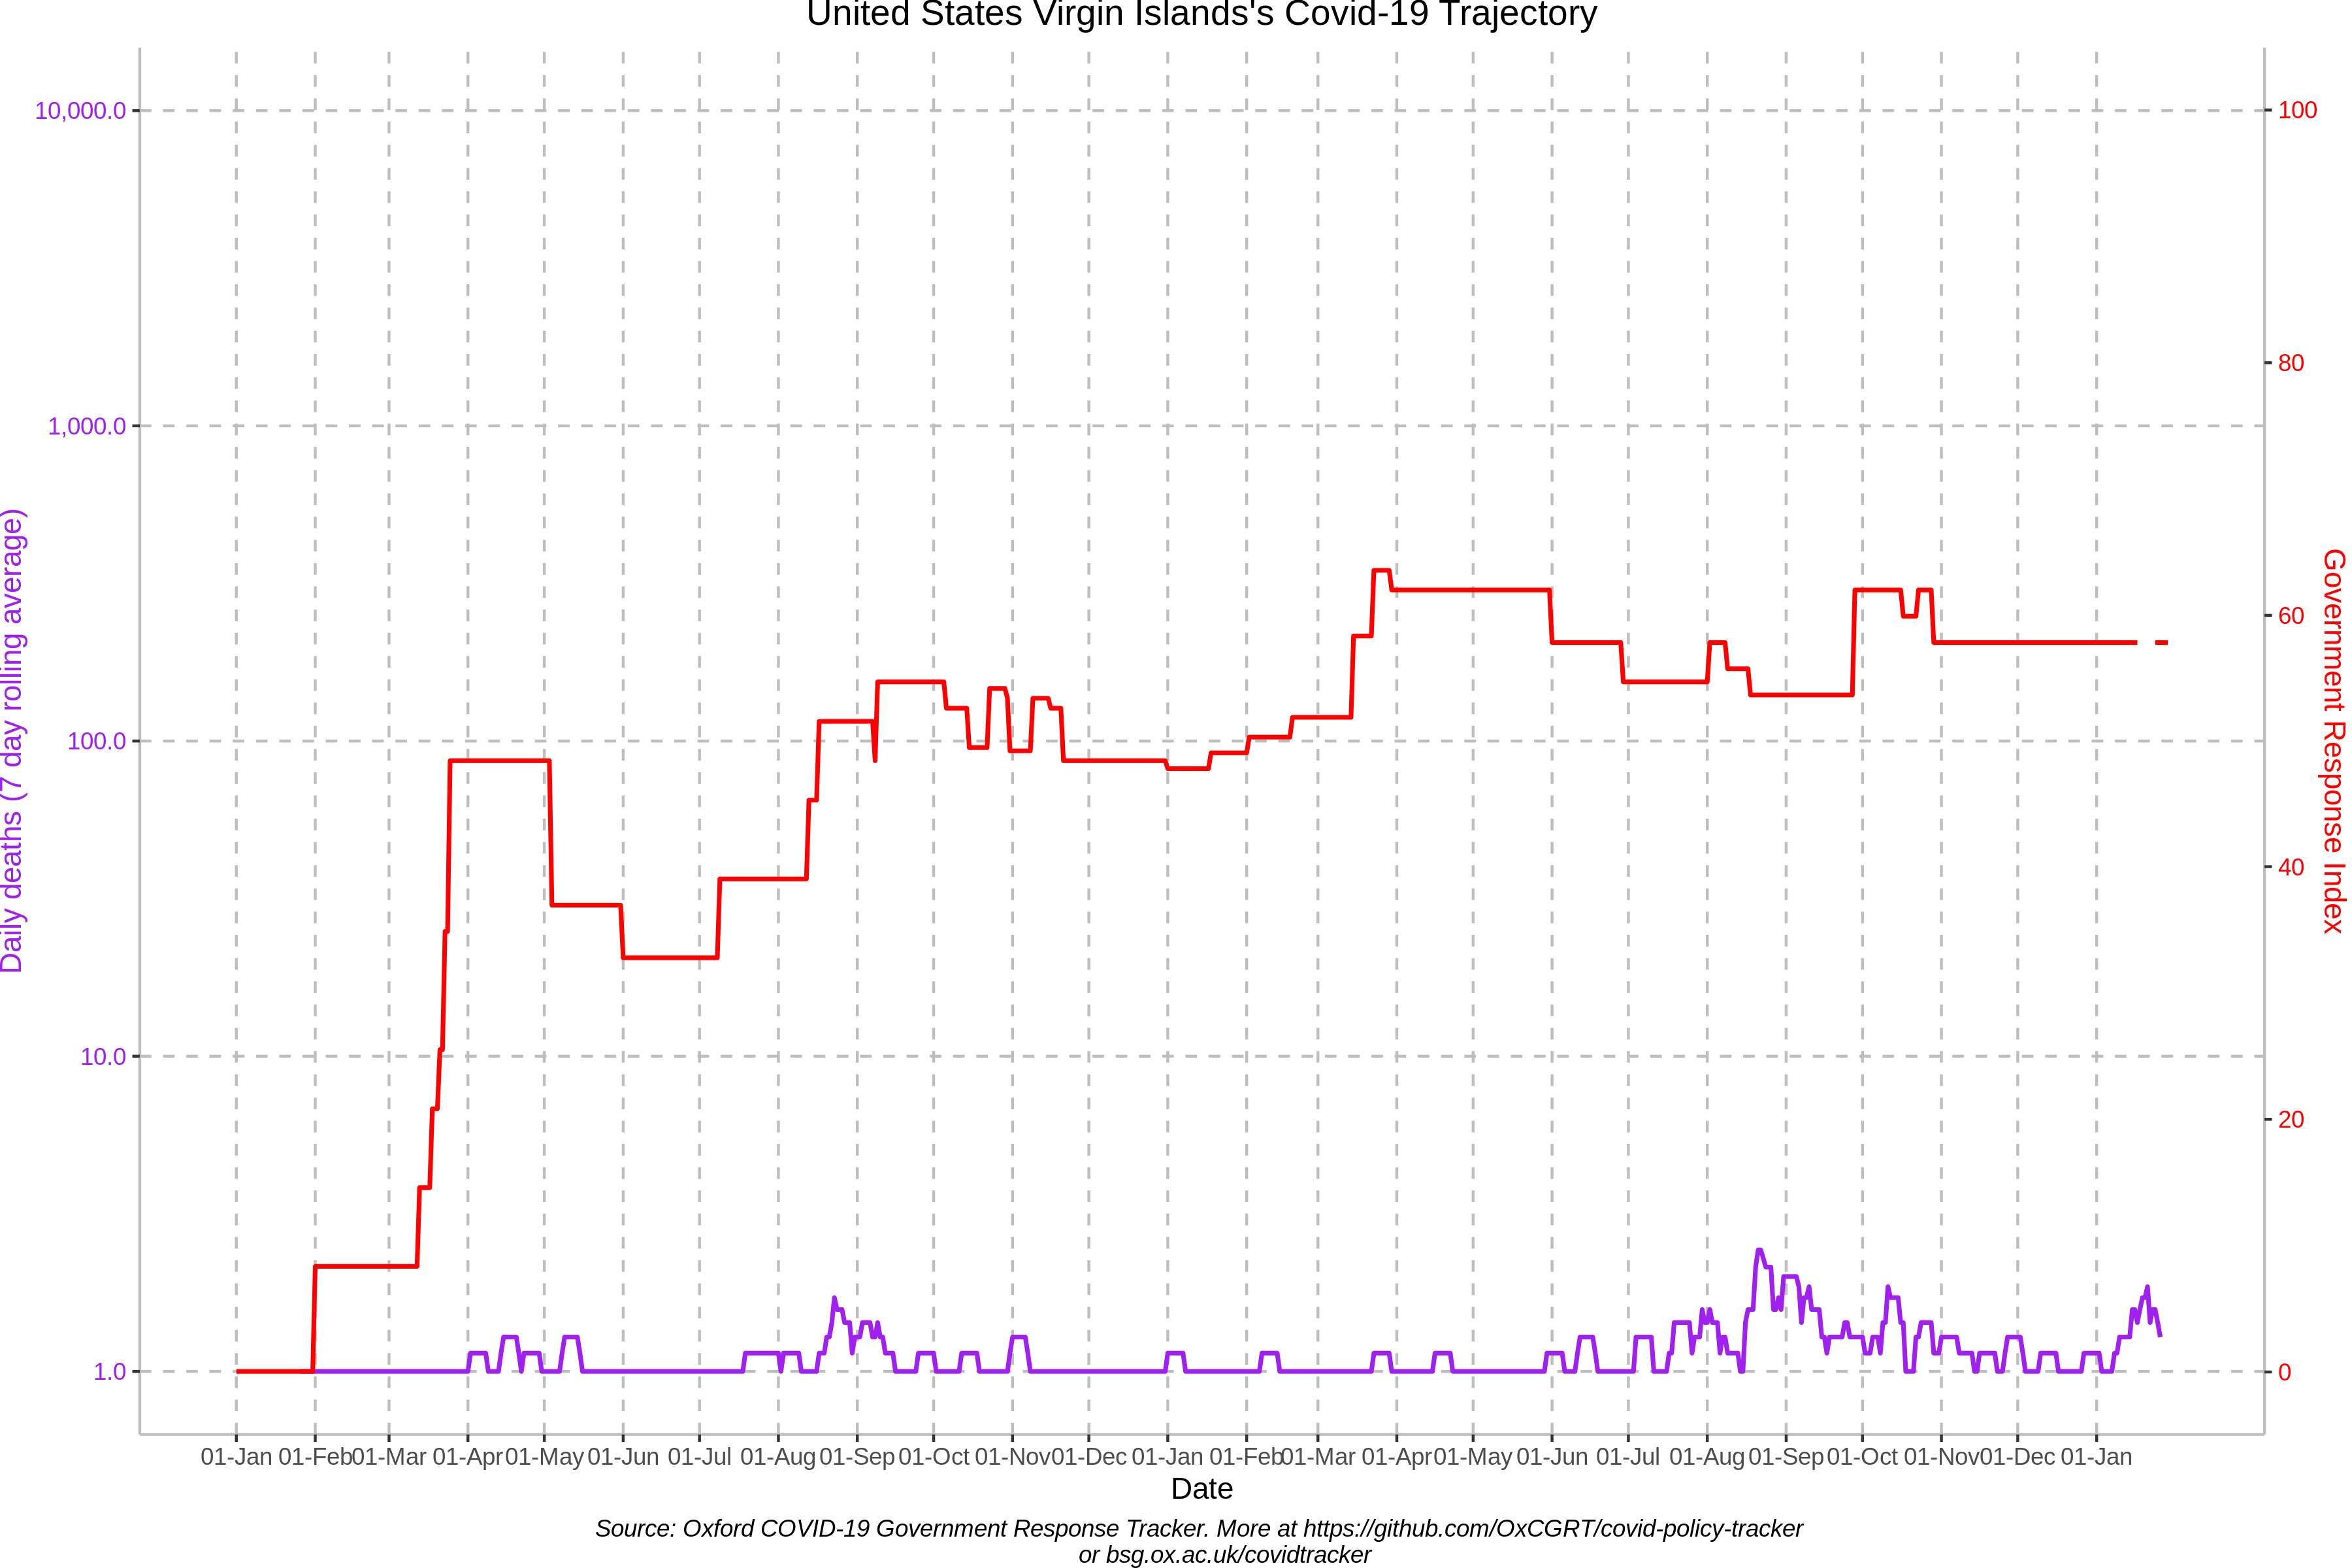 United States Virgin Islands's Covid-19 Trajectory
10,000.0
1,000.0
100.0
10.0
1.0
Daily deaths (7 day rolling average)
100
80
60
40
20
0
Government Response Index
01-Jan 01-Feb 01-Mar 01-Apr 01-May 01-Jun 01-Jul 01-Aug 01-Sep 01-Oct 01-Nov 01-Dec 01-Jan 01-Feb 01-Mar 01-Apr 01-May 01-Jun 01-Jul 01-Aug 01-Sep 01-Oct 01-Nov 01-Dec 01-Jan
Date
Source: Oxford COVID-19 Government Response Tracker. More at https://github.com/OxCGRT/covid-policy-tracker
or bsg.ox.ac.uk/covidtracker